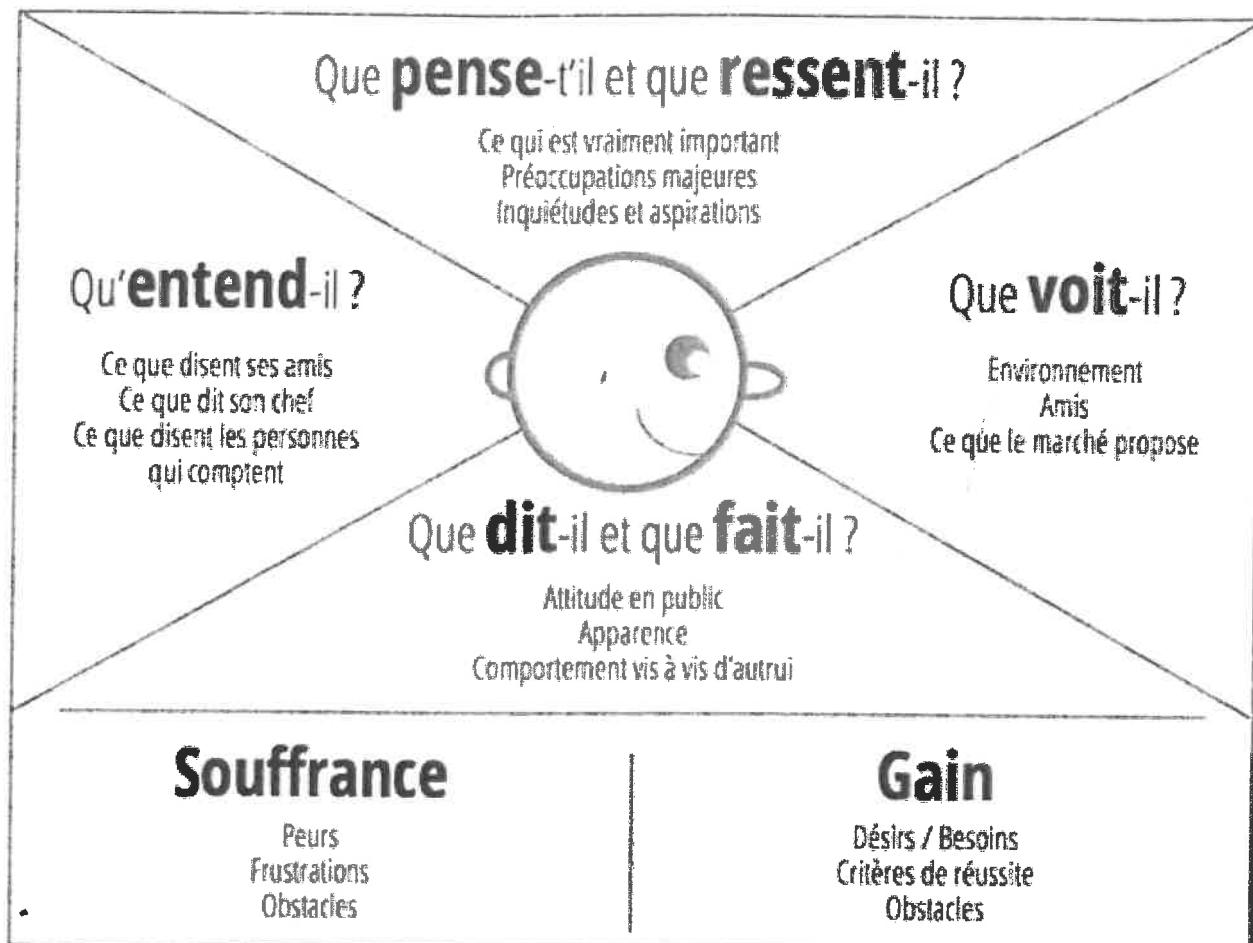 Que pense-t'il et que ressent-il ?
Ce qui est vraiment important
Préoccupations majeures
Inquiétudes et aspirations
Qu'entend-il ?
Ce que disent ses amis
Ce que dit son chef
Ce que disent les personnes
qui comptent
Que voit-il ?
Environnement
Amis
Ce que le marché propose
Que dit-il et que fait-il ?
Attitude en public
Apparence
Comportement vis à vis d'autrui
Souffrance
Peurs
Frustrations
Obstacles
Gain
Désirs / Besoins
Critères de réussite
Obstacles